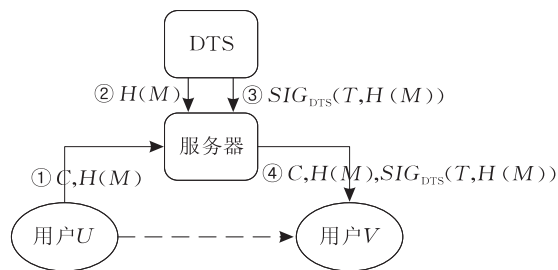 DTS
② H(M)
③ SIG_DTS(T,H(M))
服务器
① C,H(M)
④ C,H(M),SIG_DTS(T,H(M))
用户U
用户V